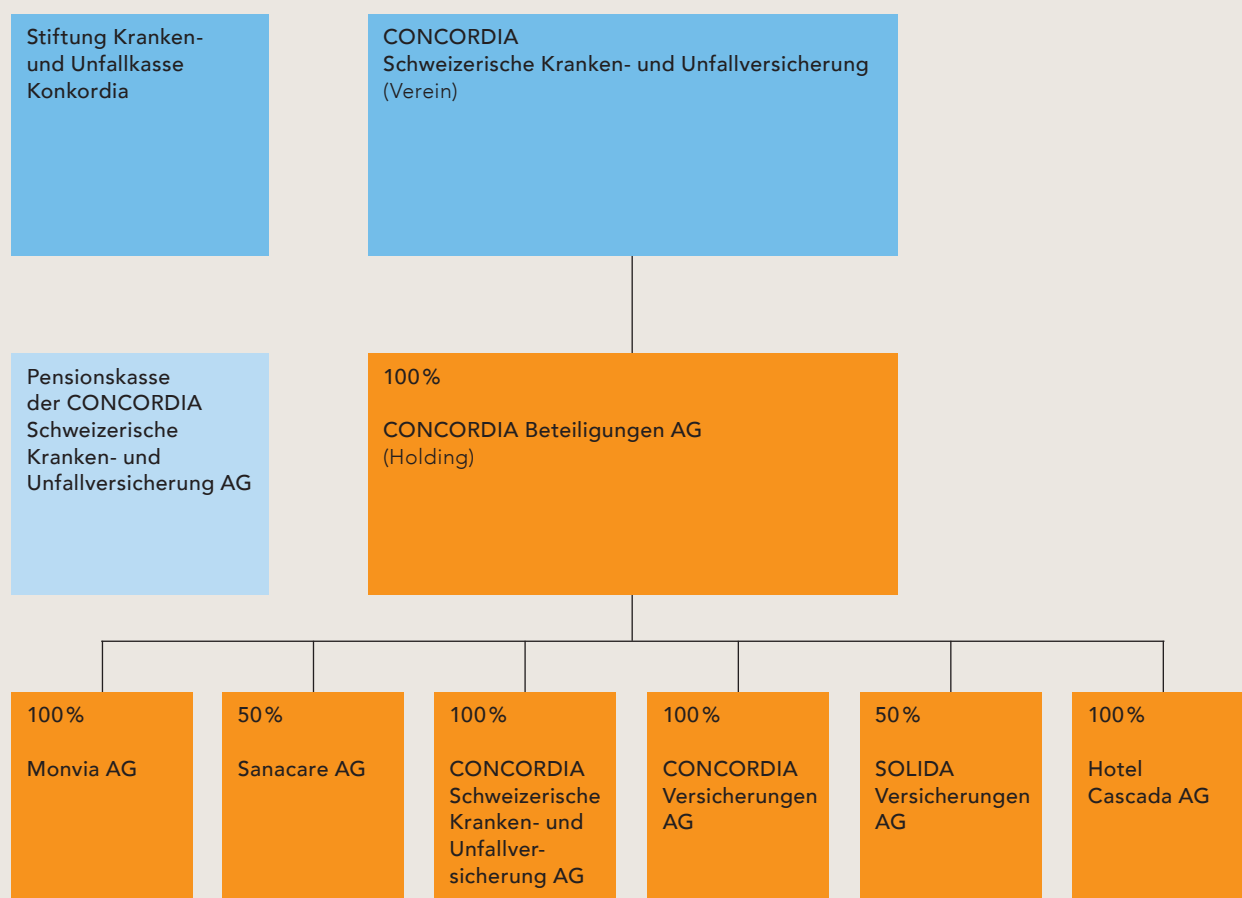 Stiftung Kranken-
und Unfallkasse
Konkordia
CONCORDIA
Schweizerische Kranken- und Unfallversicherung
(Verein)
Pensionskasse
der CONCORDIA
Schweizerische
Kranken- und
Unfallversicherung AG
100%
CONCORDIA Beteiligungen AG
(Holding)
100%
Monvia AG
50%
Sanacare AG
100%
CONCORDIA
Schweizerische
Kranken- und
Unfallver-
sicherung AG
100%
CONCORDIA
Versicherungen
AG
50%
SOLIDA
Versicherungen
AG
100%
Hotel
Cascada AG